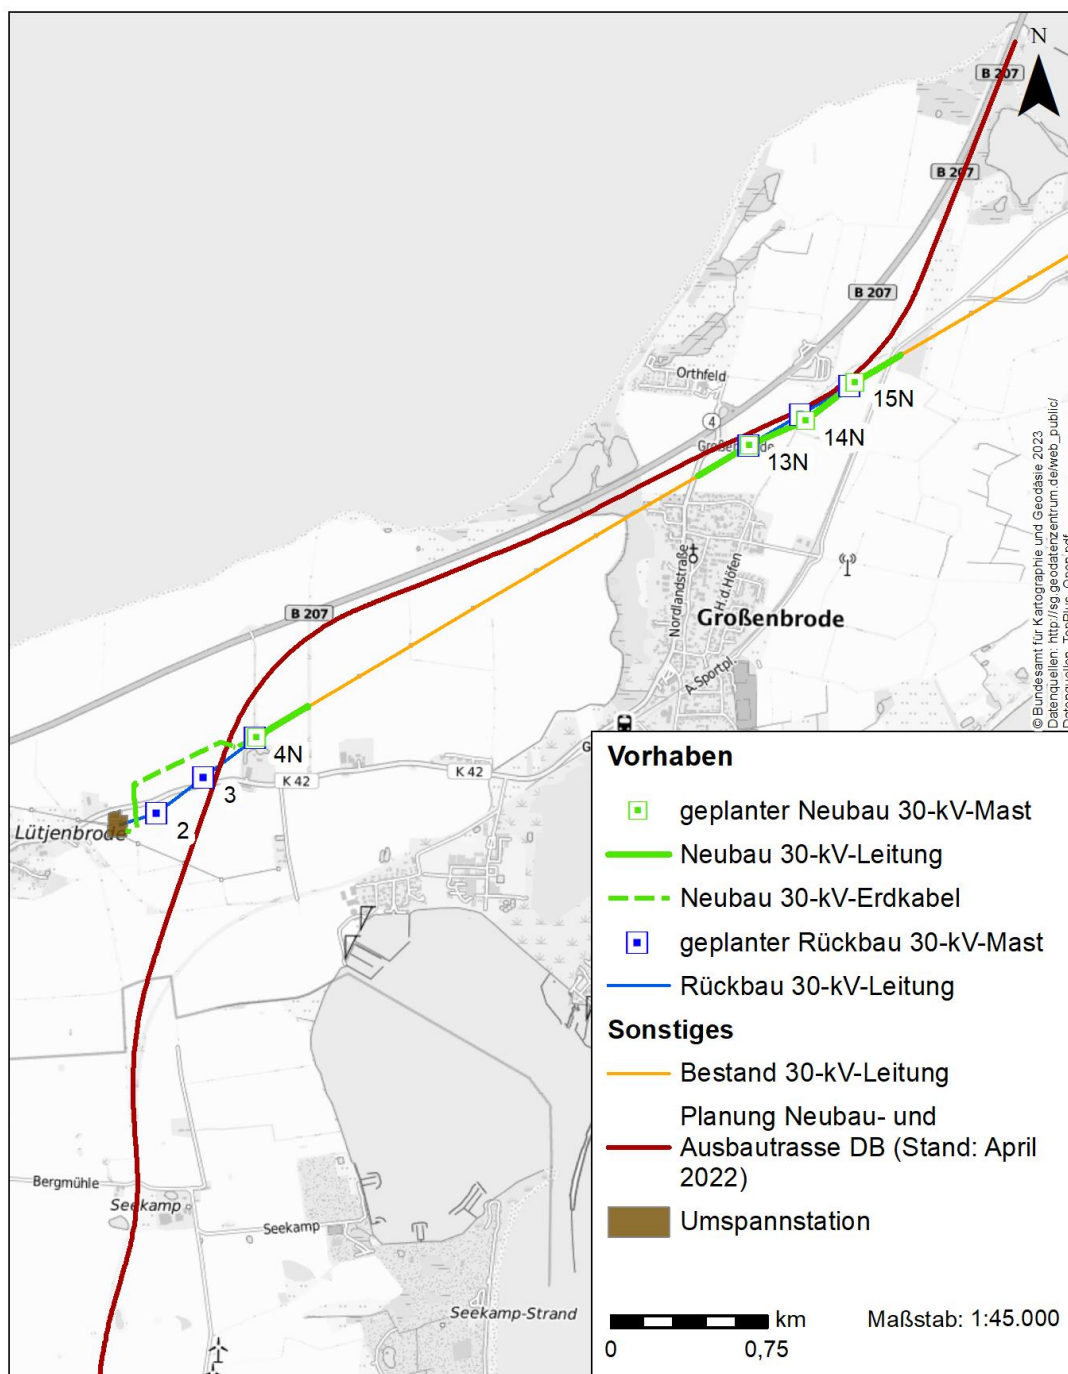 N
B 207
B 207
B 207
Orthfeld
15N
4
14N
Großenbrode
13N
Nordlandstraße
H.d.Höfen
Großenbrode
A.Sportpl.
B 207
4N
K 42
K 42
3
2
Lütjenbrode
G
Bergmühle
Seekamp
Seekamp
Seekamp-Strand
© Bundesamt für Kartographie und Geodäsie 2023
Datenquellen: http://sg.geodatenzentrum.de/web_public/
Datenquellen_TopPlus_Open.pdf
Vorhaben
geplanter Neubau 30-kV-Mast
Neubau 30-kV-Leitung
Neubau 30-kV-Erdkabel
geplanter Rückbau 30-kV-Mast
Rückbau 30-kV-Leitung
Sonstiges
Bestand 30-kV-Leitung
Planung Neubau- und
Ausbautrasse DB (Stand: April
2022)
Umspannstation
km
Maßstab: 1:45.000
0
0,75